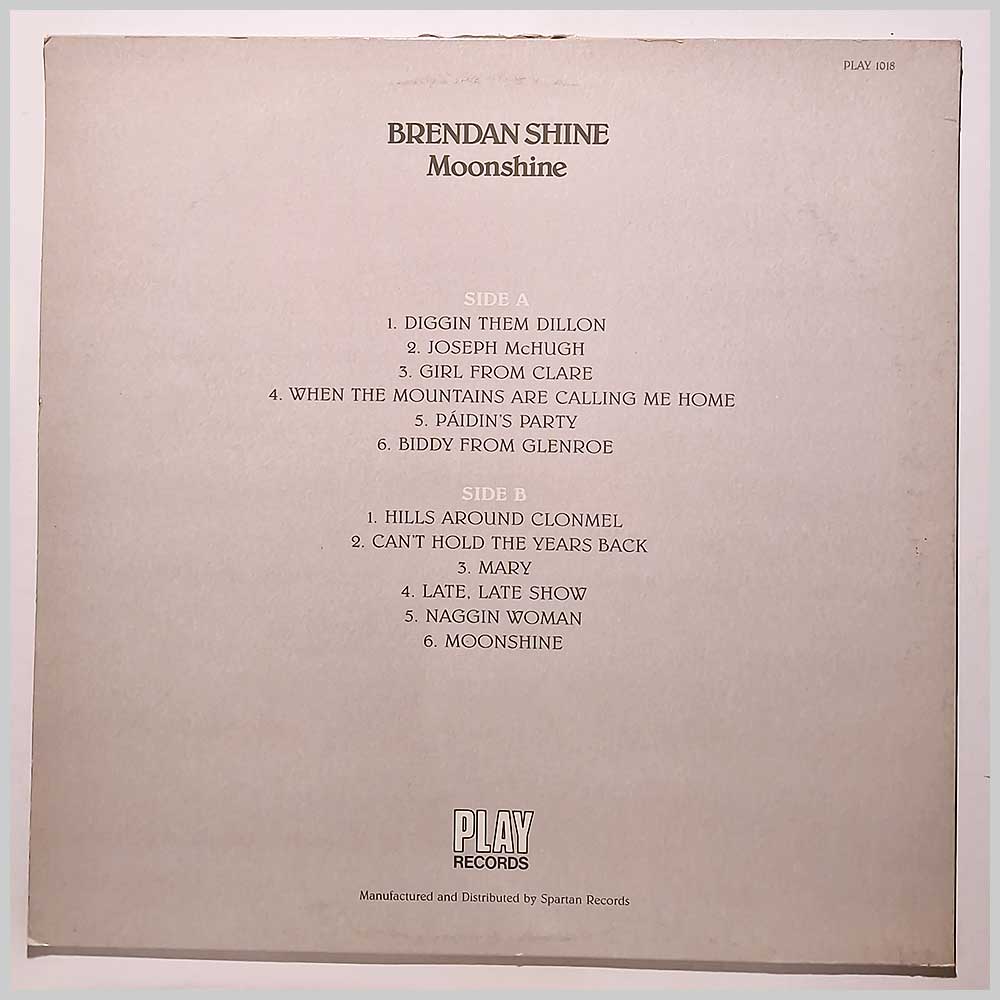 PLAY 1018
BRENDAN SHINE
Moonshine
SIDE A
1. DIGGIN THEM DILLON
2. JOSEPH McHUGH
3. GIRL FROM CLARE
4. WHEN THE MOUNTAINS ARE CALLING ME HOME
5. PÁIDIN'S PARTY
6. BIDDY FROM GLENROE
SIDE B
1. HILLS AROUND CLONMEL
2. CAN'T HOLD THE YEARS BACK
3. MARY
4. LATE, LATE SHOW
5. NAGGIN WOMAN
6. MOONSHINE
PLAY
RECORDS
Manufactured and Distributed by Spartan Records